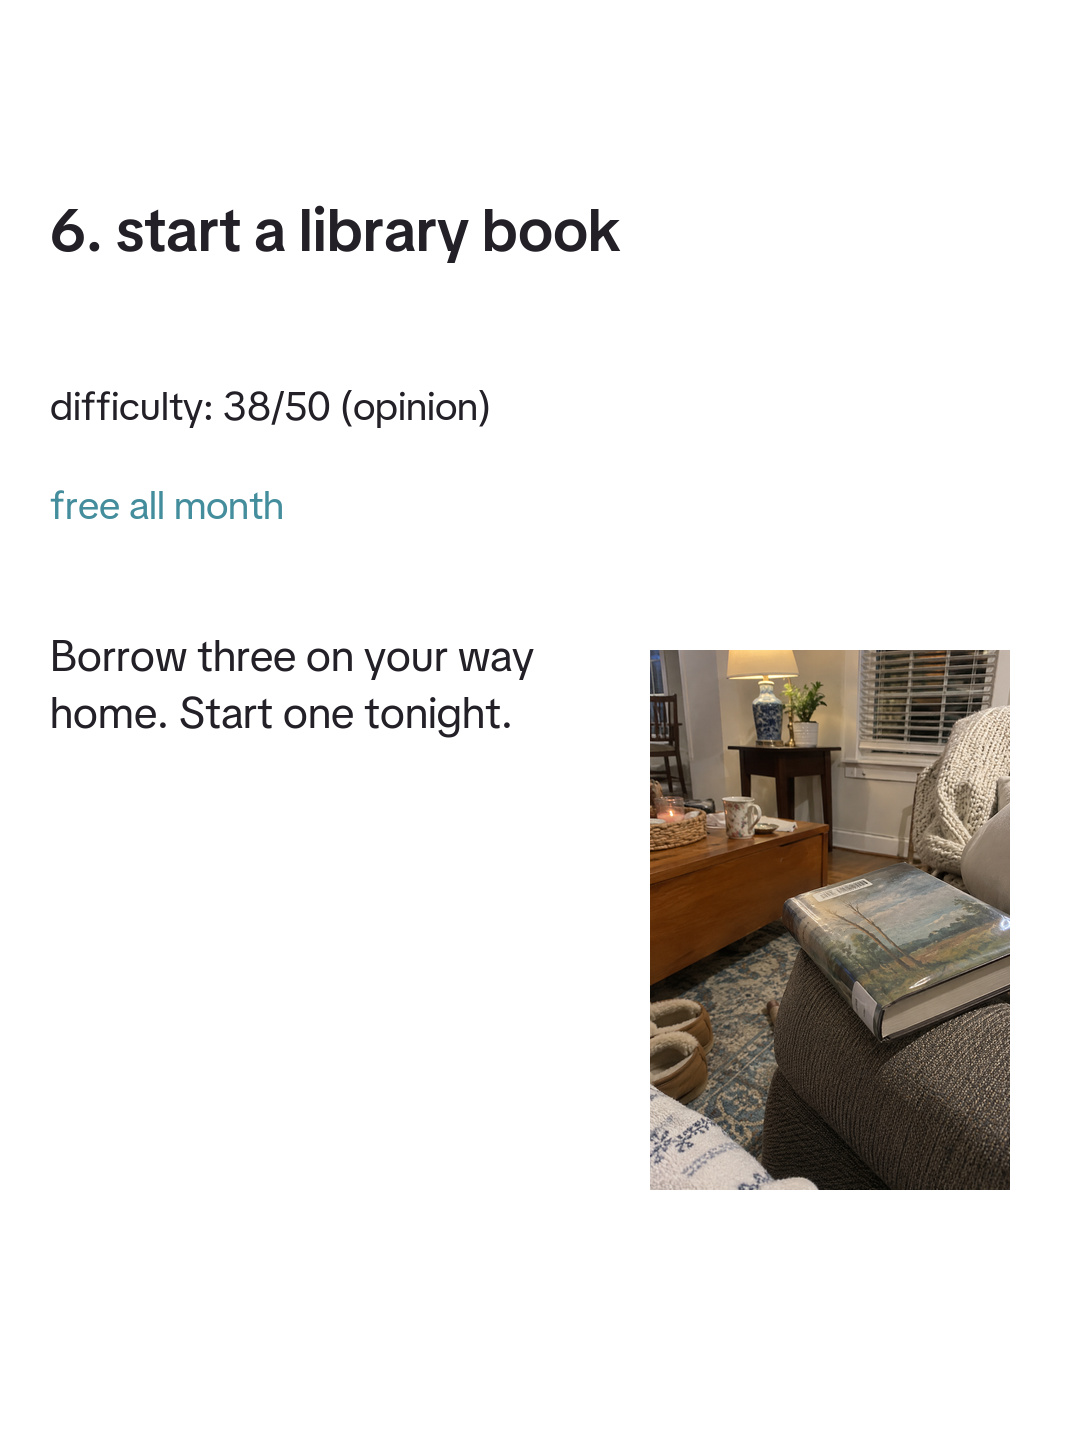 6. start a library book
difficulty: 38/50 (opinion)
free all month
Borrow three on your way
home. Start one tonight.